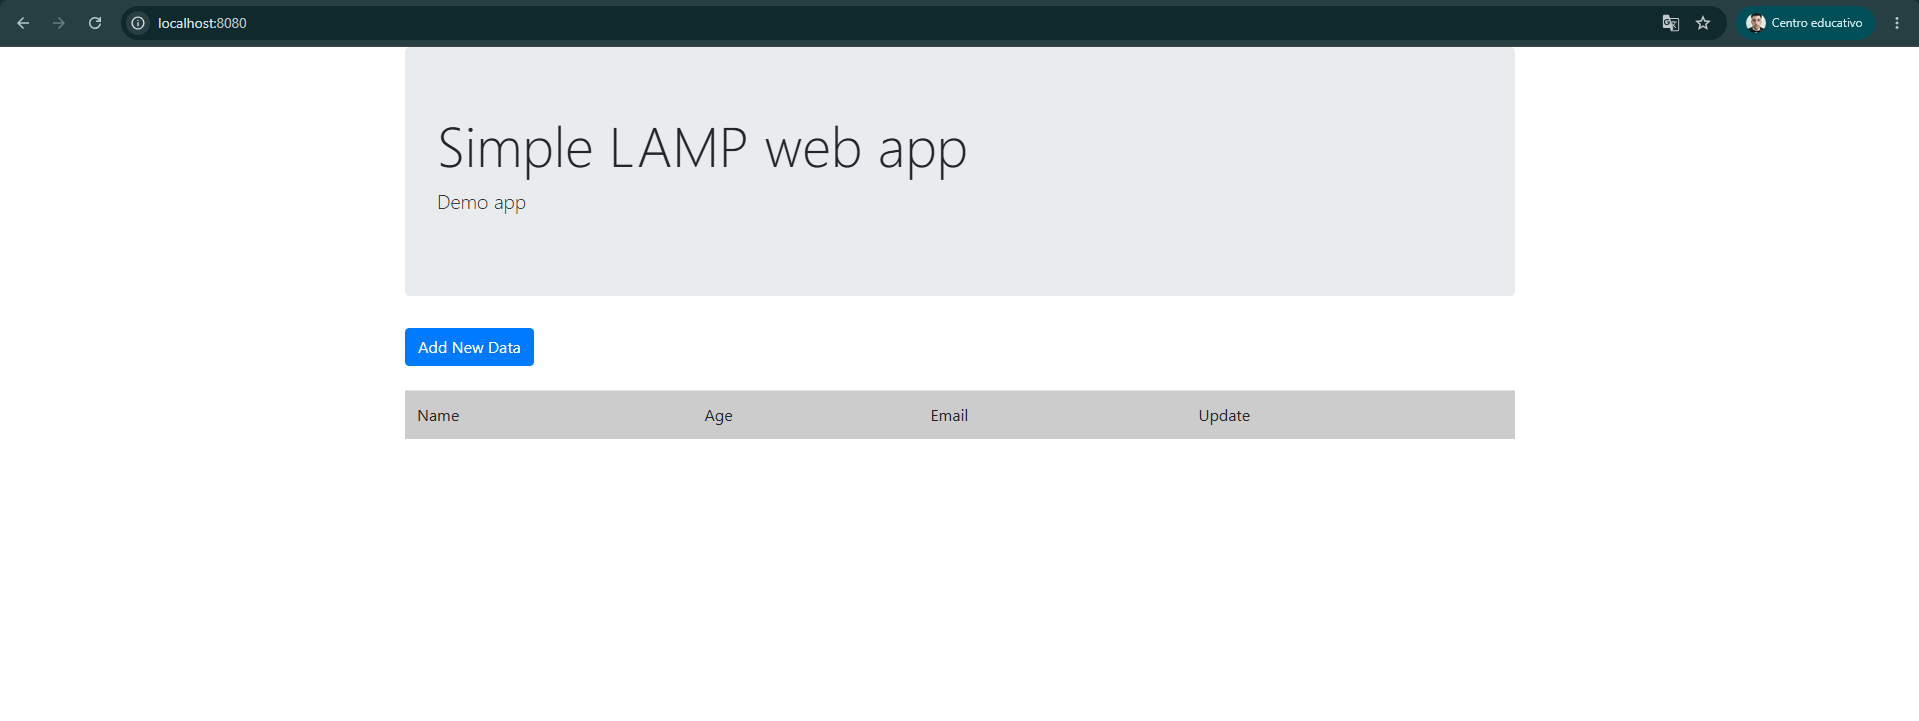 localhost:8080
Centro educativo
Simple LAMP web app
Demo app
Add New Data
Name Age Email Update